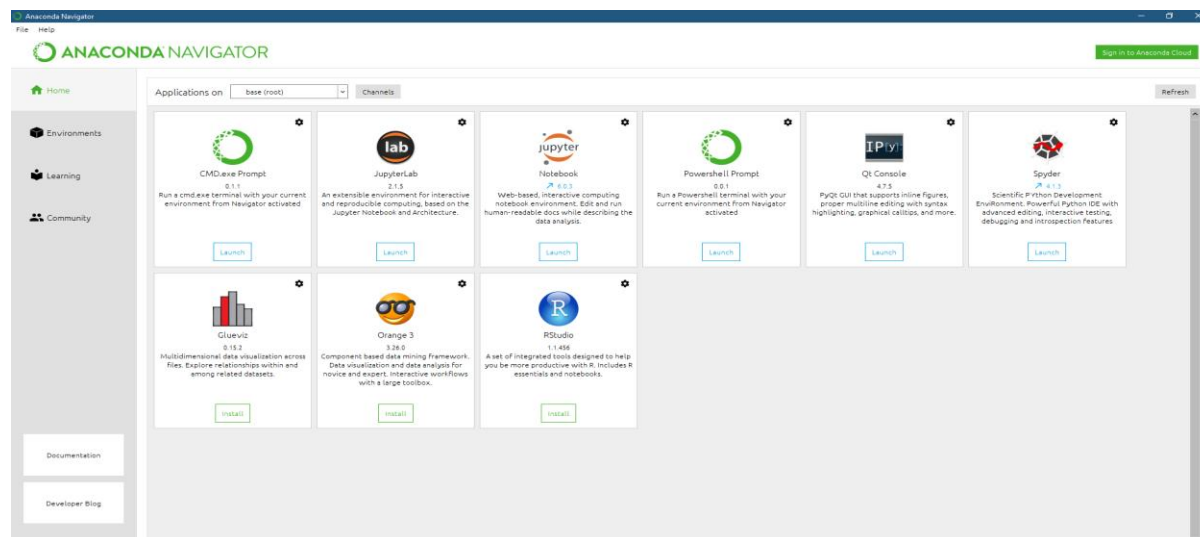 Anaconda Navigator
File Help
ANACONDA NAVIGATOR
Sign in to Anaconda Cloud
Home
Environments
Learning
Community
Documentation
Developer Blog
Applications on base (root) Channels Refresh
CMD.exe Prompt
0.1.1
Run a cmd.exe terminal with your current
environment from Navigator activated
Launch
lab
JupyterLab
2.1.5
An extensible environment for interactive
and reproducible computing, based on the
Jupyter Notebook and Architecture.
Launch
jupyter
Notebook
6.0.3
Web-based, interactive computing
notebook environment. Edit and run
human-readable docs while describing the
data analysis.
Launch
Powershell Prompt
0.0.1
Run a Powershell terminal with your
current environment from Navigator
activated
Launch
IP[y]:
Qt Console
4.7.5
PyQt GUI that supports inline figures,
proper multiline editing with syntax
highlighting, graphical calltips, and more.
Launch
Spyder
4.1.3
Scientific PYthon Development
EnviRonment. Powerful Python IDE with
advanced editing, interactive testing,
debugging and introspection features
Launch
Glueviz
0.15.2
Multidimensional data visualization across
files. Explore relationships within and
among related datasets.
Install
Orange 3
3.26.0
Component based data mining framework.
Data visualization and data analysis for
novice and expert. Interactive workflows
with a large toolbox.
Install
R
RStudio
1.1.456
A set of integrated tools designed to help
you be more productive with R. Includes R
essentials and notebooks.
Install